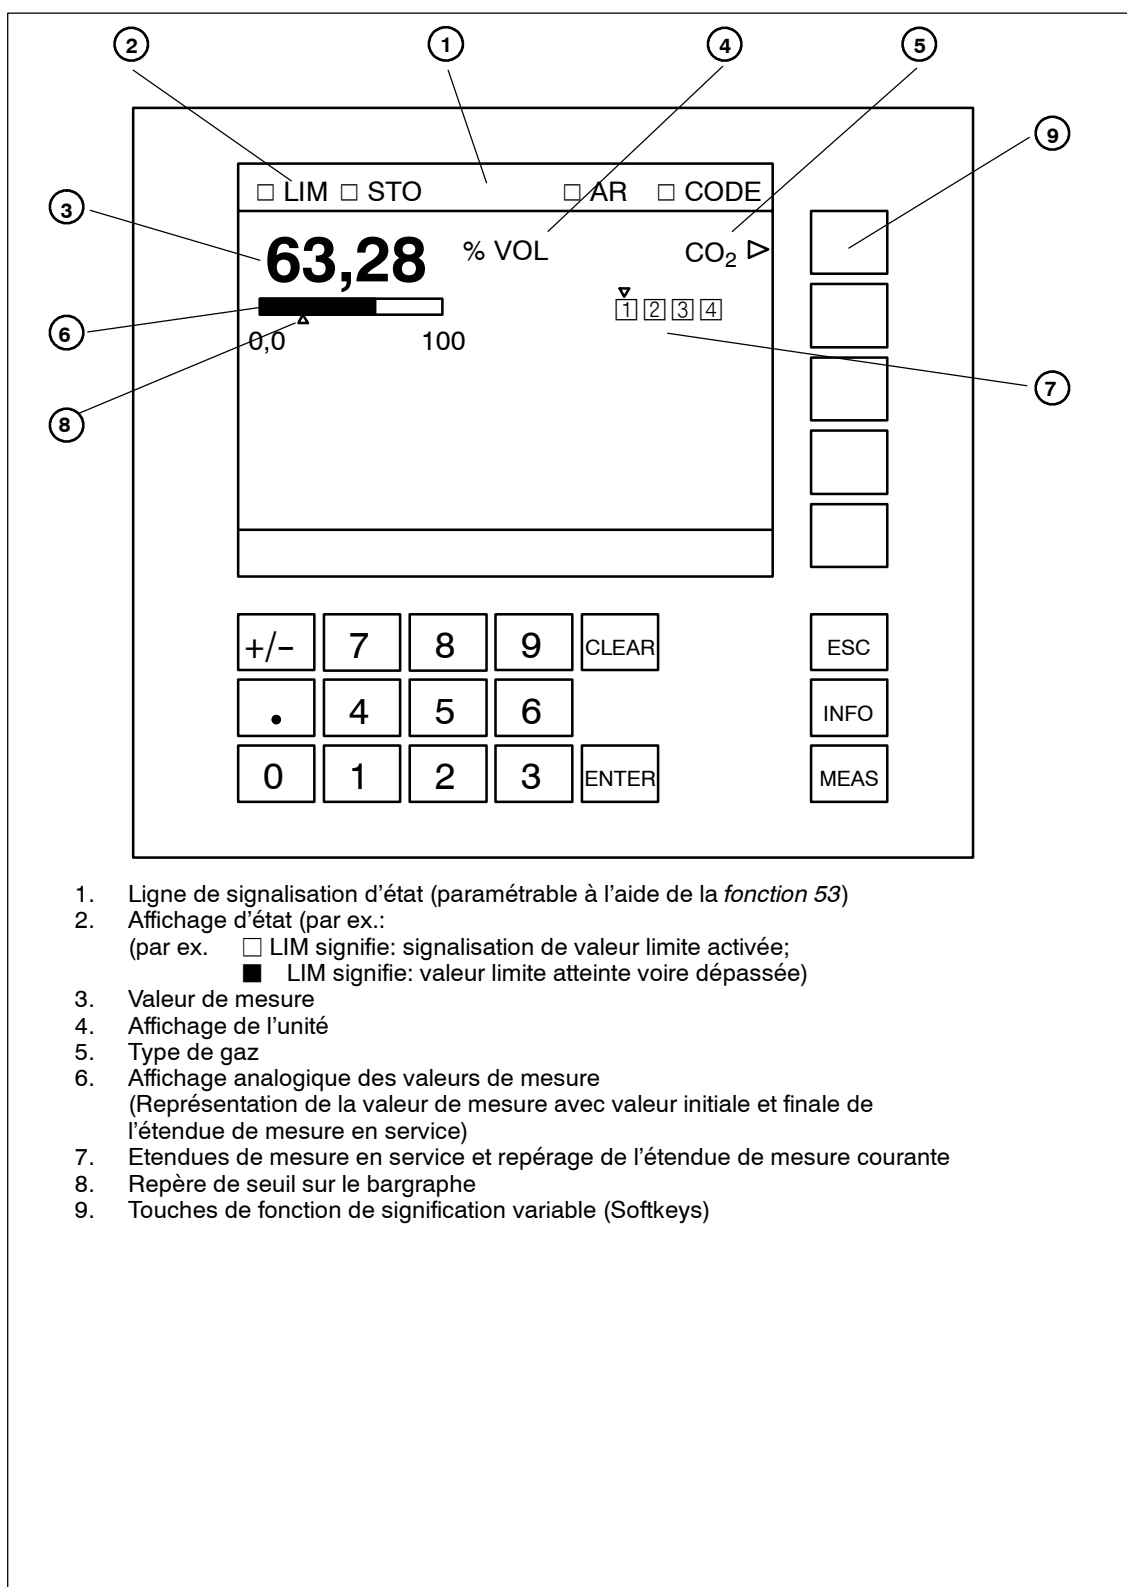 2 1 4 5
9
□ LIM □ STO □ AR □ CODE
3
63,28 % VOL CO₂ ▷
1 2 3 4
6
0,0 100
7
8
+/− 7 8 9 CLEAR ESC
. 4 5 6 INFO
0 1 2 3 ENTER MEAS
1. Ligne de signalisation d'état (paramétrable à l'aide de la fonction 53)
2. Affichage d'état (par ex.:
(par ex. □ LIM signifie: signalisation de valeur limite activée;
■ LIM signifie: valeur limite atteinte voire dépassée)
3. Valeur de mesure
4. Affichage de l'unité
5. Type de gaz
6. Affichage analogique des valeurs de mesure
(Représentation de la valeur de mesure avec valeur initiale et finale de
l'étendue de mesure en service)
7. Etendues de mesure en service et repérage de l'étendue de mesure courante
8. Repère de seuil sur le bargraphe
9. Touches de fonction de signification variable (Softkeys)